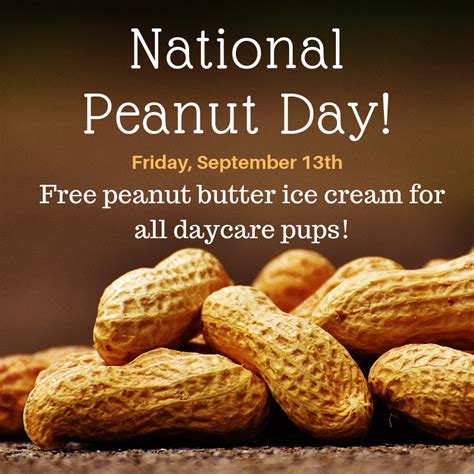 National
Peanut Day!
Friday, September 13th
Free peanut butter ice cream for
all daycare pups!